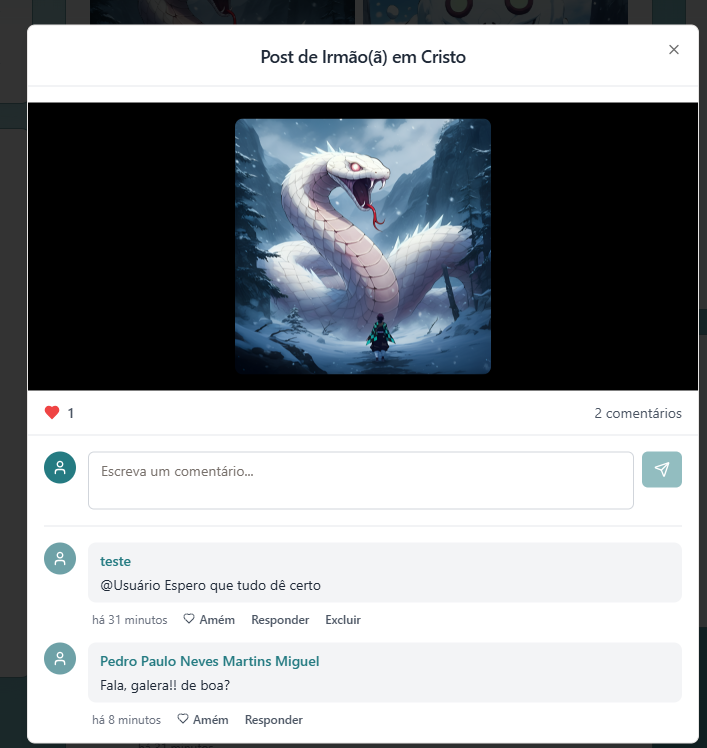 Post de Irmão(ã) em Cristo
1
2 comentários
Escreva um comentário...
teste
@Usuário Espero que tudo dê certo
há 31 minutos Amém Responder Excluir
Pedro Paulo Neves Martins Miguel
Fala, galera!! de boa?
há 8 minutos Amém Responder